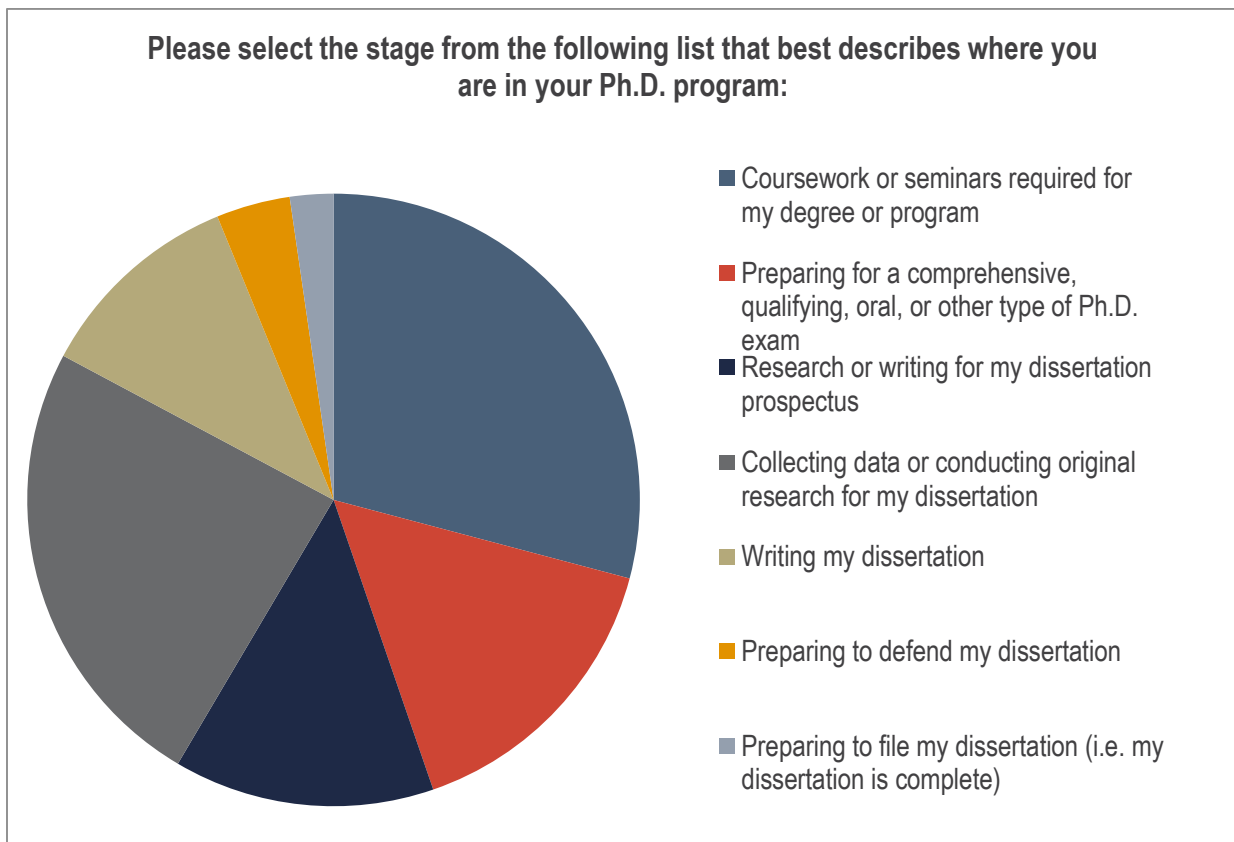 Please select the stage from the following list that best describes where you
are in your Ph.D. program:
Coursework or seminars required for
my degree or program
Preparing for a comprehensive,
qualifying, oral, or other type of Ph.D.
exam
Research or writing for my dissertation
prospectus
Collecting data or conducting original
research for my dissertation
Writing my dissertation
Preparing to defend my dissertation
Preparing to file my dissertation (i.e. my
dissertation is complete)